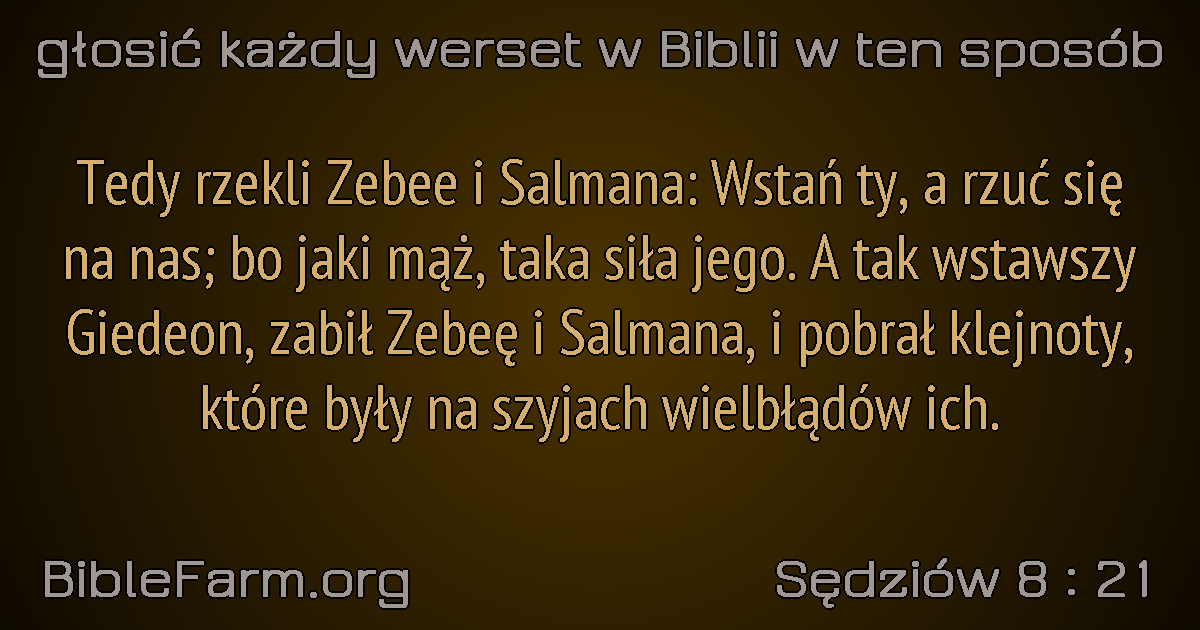 głosić każdy werset w Biblii w ten sposób
Tedy rzekli Zebee i Salmana: Wstań ty, a rzuć się
na nas; bo jaki mąż, taka siła jego. A tak wstawszy
Giedeon, zabił Zebeę i Salmana, i pobrał klejnoty,
które były na szyjach wielbłądów ich.
BibleFarm.org
Sędziów 8 : 21